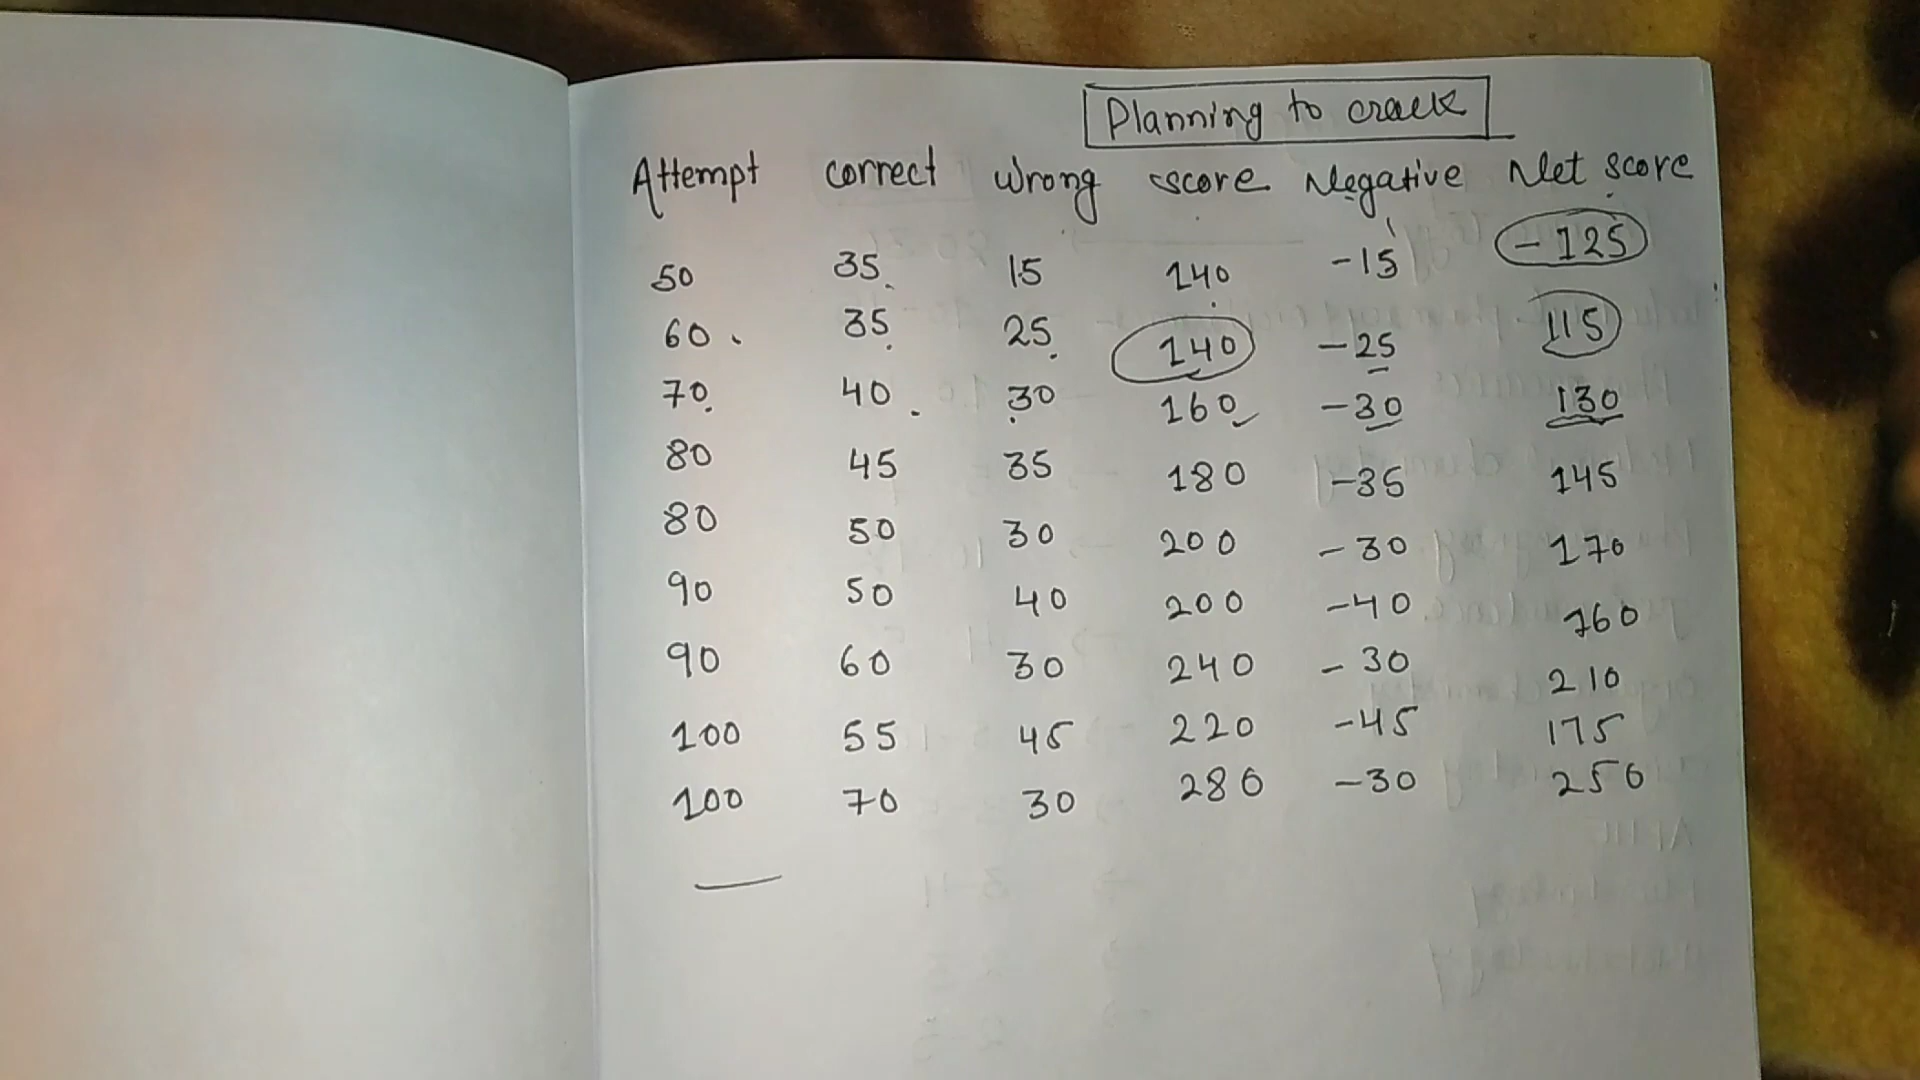 Planning to crack
Attempt correct Wrong score Negative Net score
50 35 15 140 -15 -125
60 35 25 140 -25 115
70 40 30 160 -30 130
80 45 35 180 -35 145
80 50 30 200 -30 170
90 50 40 200 -40 160
90 60 30 240 -30 210
100 55 45 220 -45 175
100 70 30 280 -30 250